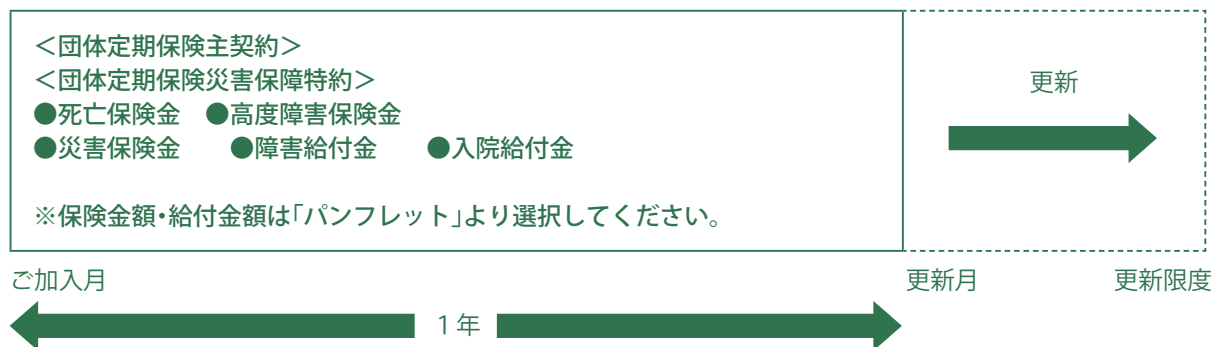 ＜団体定期保険主契約＞
＜団体定期保険災害保障特約＞
●死亡保険金　●高度障害保険金
●災害保険金　　●障害給付金　　●入院給付金
※保険金額・給付金額は「パンフレット」より選択してください。
更新
ご加入月
更新月
更新限度
1年